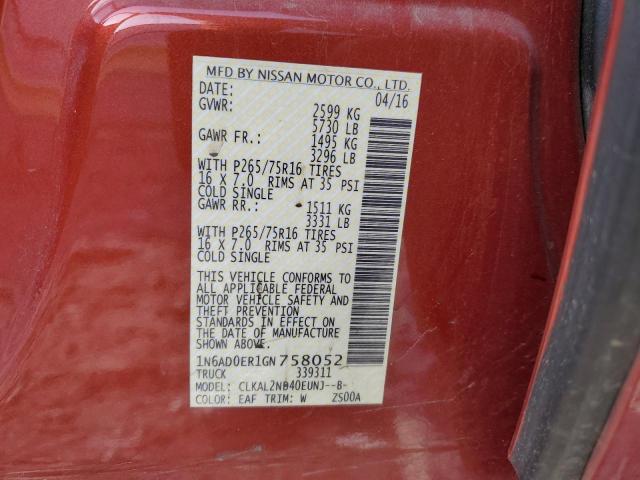 MFD BY NISSAN MOTOR CO., LTD.
DATE: 04/16
GVWR: 2599 KG
5730 LB
GAWR FR.: 1495 KG
3296 LB
WITH P265/75R16 TIRES
16 X 7.0 RIMS AT 35 PSI
COLD SINGLE
GAWR RR.: 1511 KG
3331 LB
WITH P265/75R16 TIRES
16 X 7.0 RIMS AT 35 PSI
COLD SINGLE
THIS VEHICLE CONFORMS TO
ALL APPLICABLE FEDERAL
MOTOR VEHICLE SAFETY AND
THEFT PREVENTION
STANDARDS IN EFFECT ON
THE DATE OF MANUFACTURE
SHOWN ABOVE.
1N6AD0ER1GN758052
TRUCK 339311
MODEL: CLKAL2ND40EUNJ--B-
COLOR: EAF TRIM: W ZS00A